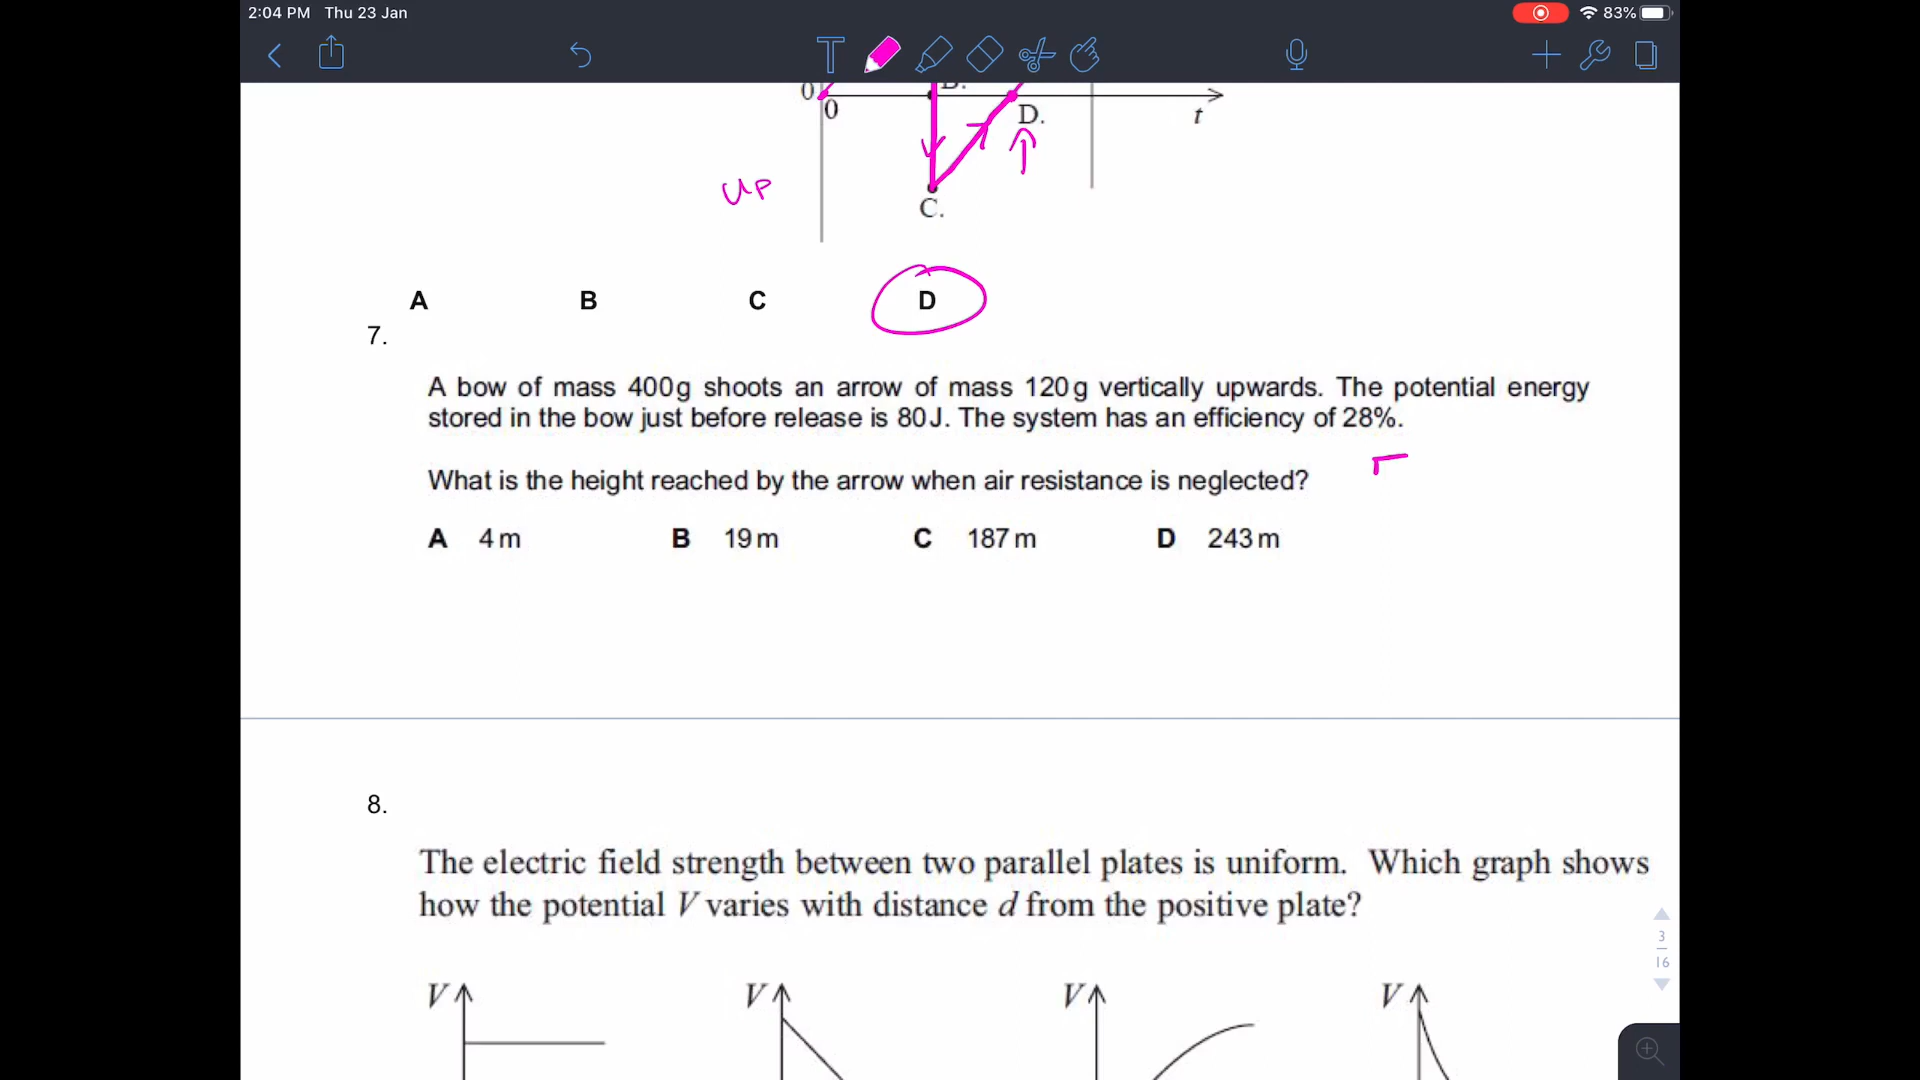 2:04 PM Thu 23 Jan
83%
T
0
0
D.
t
UP
C.
A B C D
7.
A bow of mass 400g shoots an arrow of mass 120g vertically upwards. The potential energy
stored in the bow just before release is 80J. The system has an efficiency of 28%.
What is the height reached by the arrow when air resistance is neglected?
A 4m B 19m C 187m D 243m
8.
The electric field strength between two parallel plates is uniform. Which graph shows
how the potential V varies with distance d from the positive plate?
3
16
V V V V